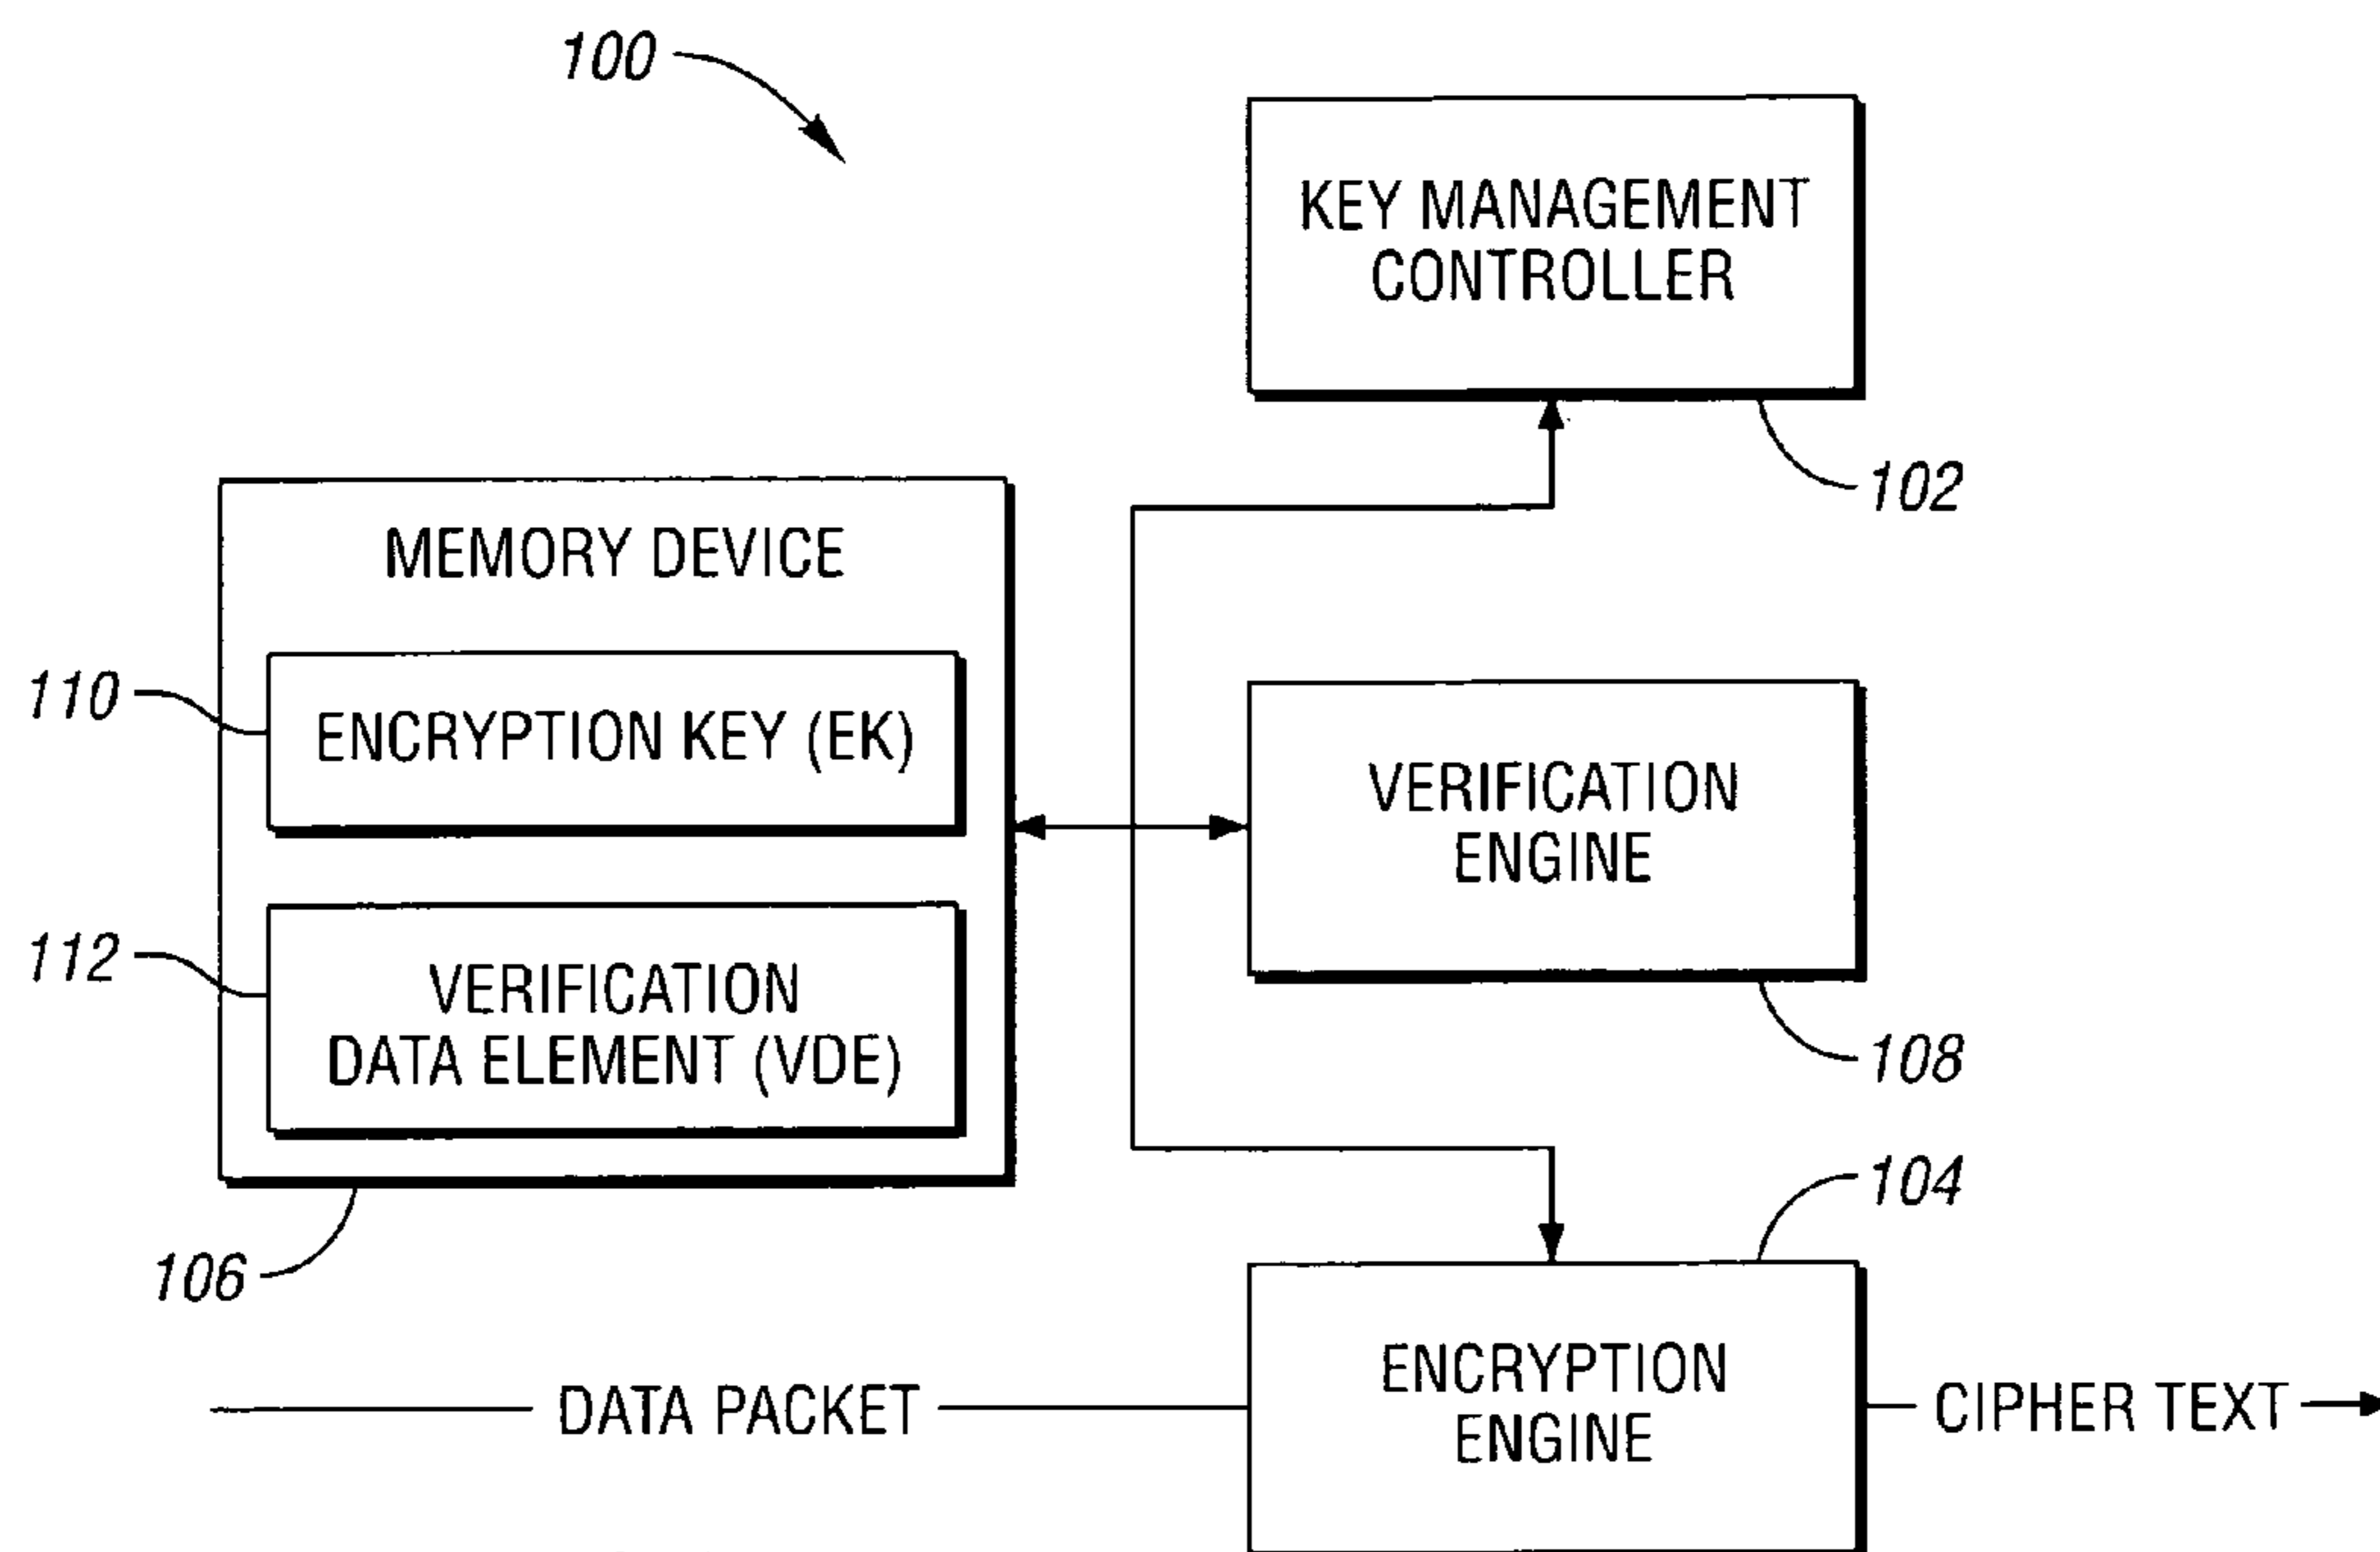 100
KEY MANAGEMENT
CONTROLLER
102
MEMORY DEVICE
110
ENCRYPTION KEY (EK)
VERIFICATION
ENGINE
108
112
VERIFICATION
DATA ELEMENT (VDE)
106
104
ENCRYPTION
ENGINE
DATA PACKET
CIPHER TEXT